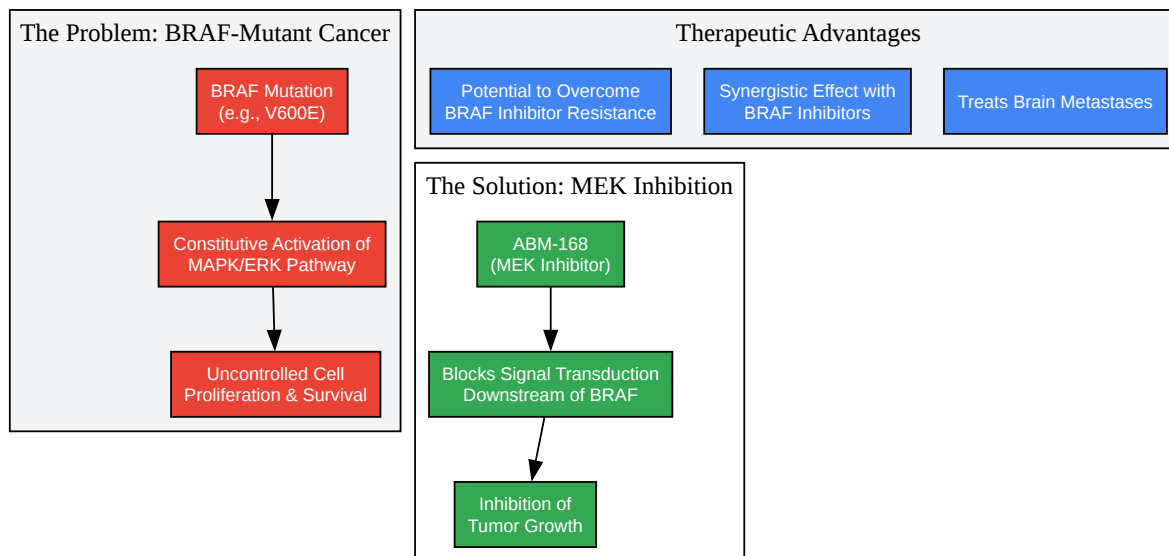 The Problem: BRAF-Mutant Cancer
BRAF Mutation
(e.g., V600E)
Constitutive Activation of
MAPK/ERK Pathway
Uncontrolled Cell
Proliferation & Survival
Therapeutic Advantages
Potential to Overcome
BRAF Inhibitor Resistance
Synergistic Effect with
BRAF Inhibitors
Treats Brain Metastases
The Solution: MEK Inhibition
ABM-168
(MEK Inhibitor)
Blocks Signal Transduction
Downstream of BRAF
Inhibition of
Tumor Growth